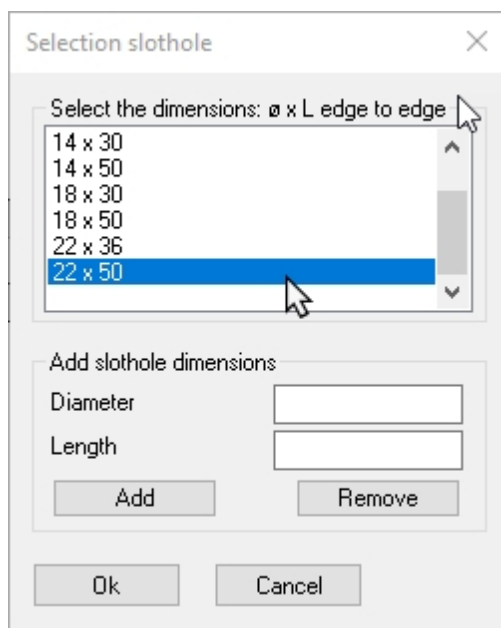 Selection slothole
Select the dimensions: ø x L edge to edge
14 x 30
14 x 50
18 x 30
18 x 50
22 x 36
22 x 50
Add slothole dimensions
Diameter
Length
Add Remove
Ok Cancel